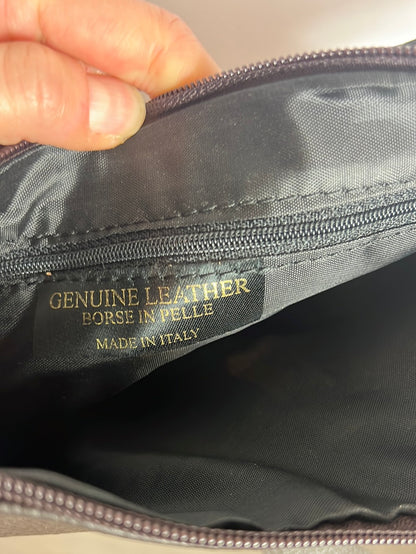 GENUINE LEATHER
BORSE IN PELLE
MADE IN ITALY